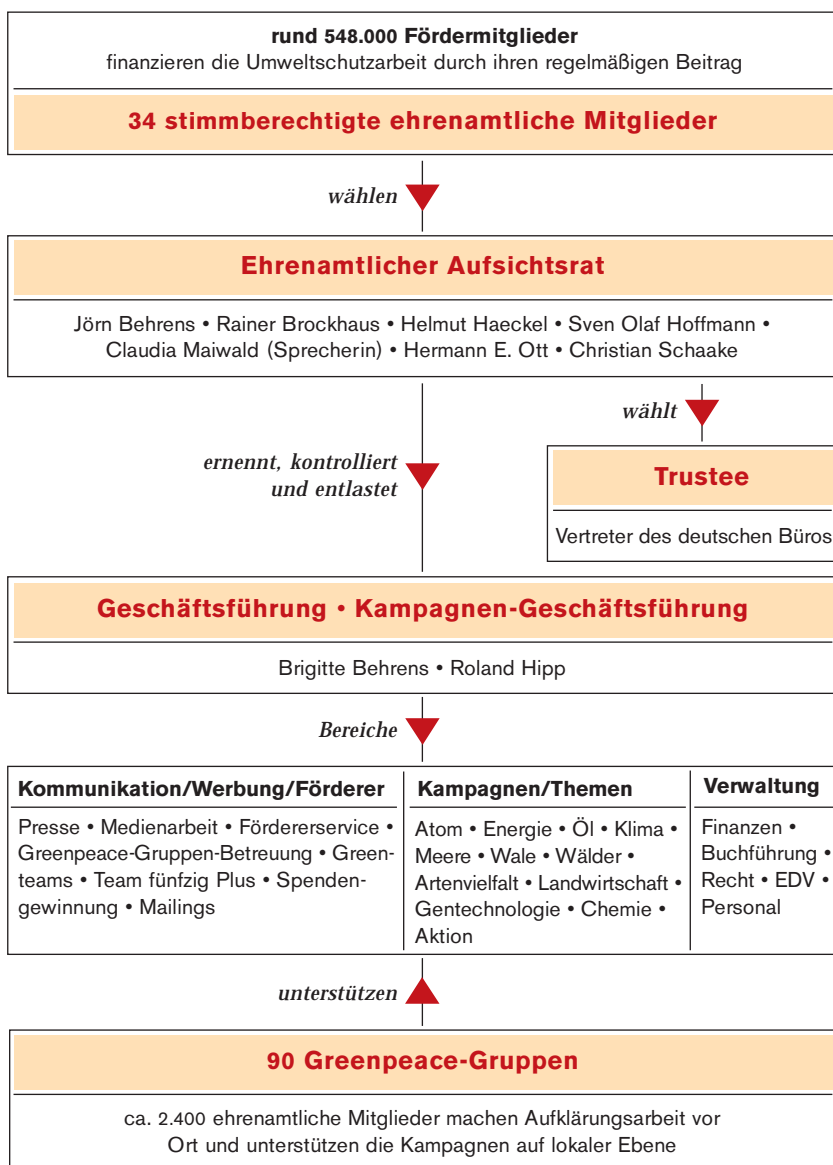 rund 548.000 Fördermitglieder
finanzieren die Umweltschutzarbeit durch ihren regelmäßigen Beitrag
34 stimmberechtigte ehrenamtliche Mitglieder
wählen
Ehrenamtlicher Aufsichtsrat
Jörn Behrens • Rainer Brockhaus • Helmut Haeckel • Sven Olaf Hoffmann •
Claudia Maiwald (Sprecherin) • Hermann E. Ott • Christian Schaake
wählt
ernennt, kontrolliert
und entlastet
Trustee
Vertreter des deutschen Büros
Geschäftsführung • Kampagnen-Geschäftsführung
Brigitte Behrens • Roland Hipp
Bereiche
Kommunikation/Werbung/Förderer
Presse • Medienarbeit • Fördererservice •
Greenpeace-Gruppen-Betreuung • Green-
teams • Team fünfzig Plus • Spenden-
gewinnung • Mailings
Kampagnen/Themen
Atom • Energie • Öl • Klima •
Meere • Wale • Wälder •
Artenvielfalt • Landwirtschaft •
Gentechnologie • Chemie •
Aktion
Verwaltung
Finanzen •
Buchführung •
Recht • EDV •
Personal
unterstützen
90 Greenpeace-Gruppen
ca. 2.400 ehrenamtliche Mitglieder machen Aufklärungsarbeit vor
Ort und unterstützen die Kampagnen auf lokaler Ebene